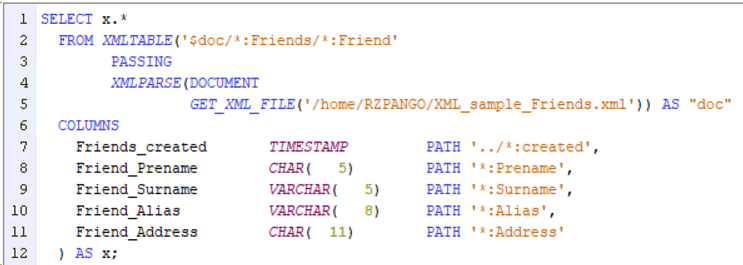 1 SELECT x.*
2 FROM XMLTABLE('$doc/*:Friends/*:Friend'
3 PASSING
4 XMLPARSE(DOCUMENT
5 GET_XML_FILE('/home/RZPANGO/XML_sample_Friends.xml')) AS "doc"
6 COLUMNS
7 Friends_created TIMESTAMP PATH '../*:created',
8 Friend_Prename CHAR( 5) PATH '*:Prename',
9 Friend_Surname VARCHAR( 5) PATH '*:Surname',
10 Friend_Alias VARCHAR( 8) PATH '*:Alias',
11 Friend_Address CHAR( 11) PATH '*:Address'
12 ) AS x;